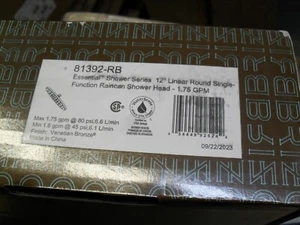 81392-RB
Essential™ Shower Series 12" Linear Round Single-
Function Raincan Shower Head - 1.75 GPM
Max 1.75 gpm @ 80 psi,6.6 L/min
Min 1.6 gpm @ 45 psi,6.1 L/min
Finish: Venetian Bronze®
Made in China
09/22/2023
BRIZO